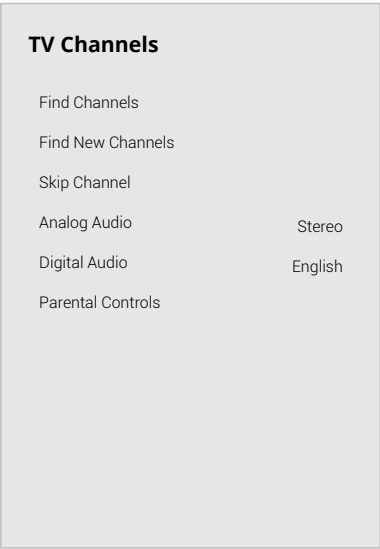 TV Channels
Find Channels
Find New Channels
Skip Channel
Analog Audio Stereo
Digital Audio English
Parental Controls